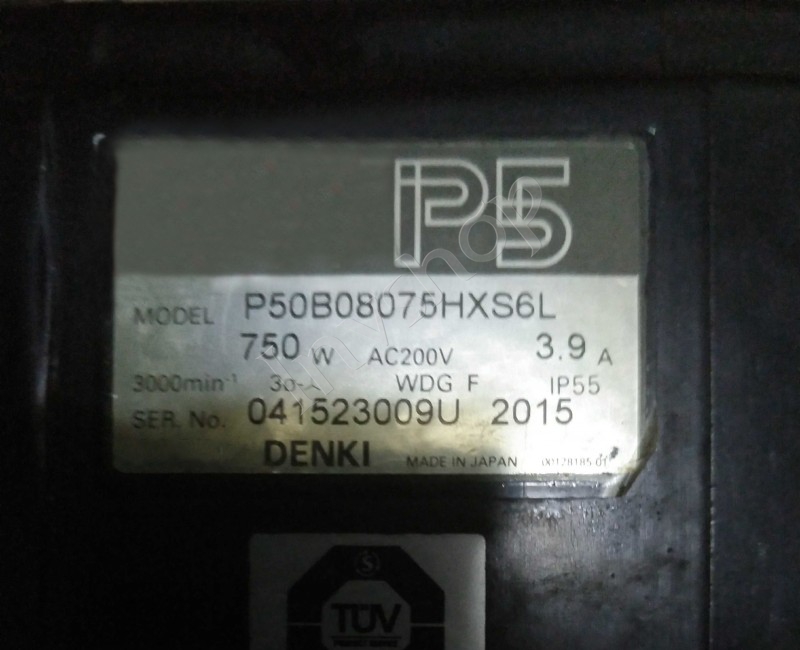 P5
MODEL P50B08075HXS6L
750 W AC200V 3.9 A
3000min⁻¹ WDG F IP55
SER. No. 041523009U 2015
DENKI MADE IN JAPAN
S
TÜV